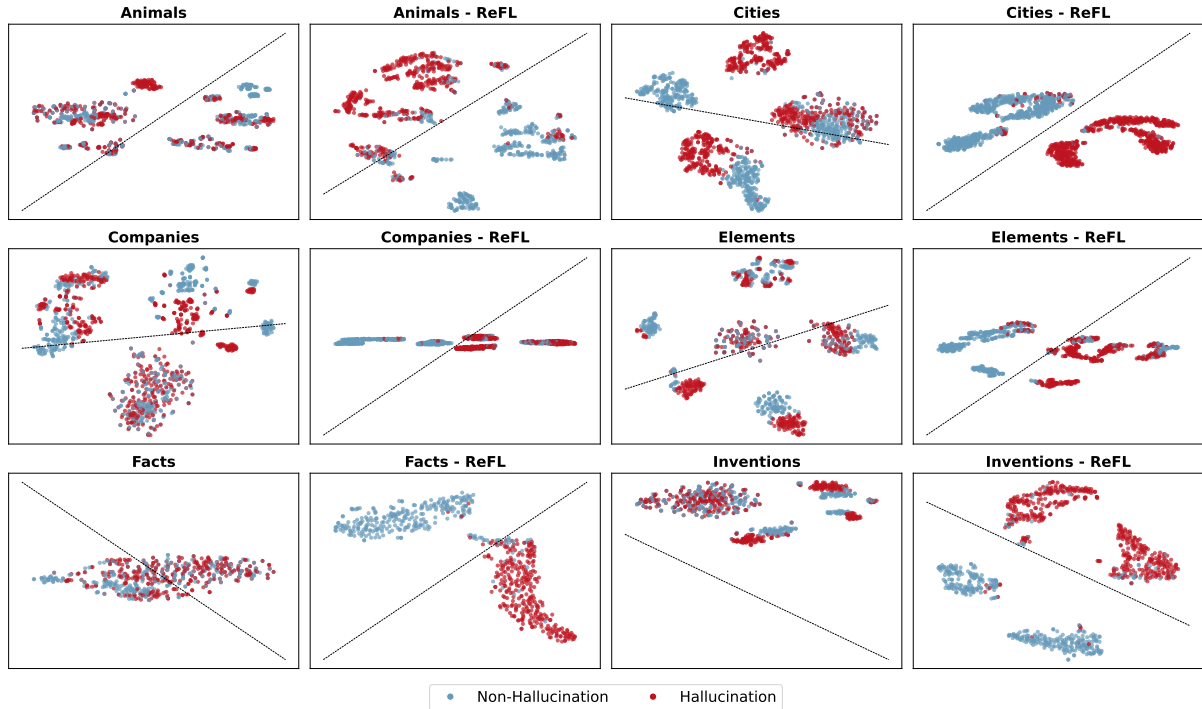 Animals
Animals - ReFL
Cities
Cities - ReFL
Companies
Companies - ReFL
Elements
Elements - ReFL
Facts
Facts - ReFL
Inventions
Inventions - ReFL
Non-Hallucination
Hallucination